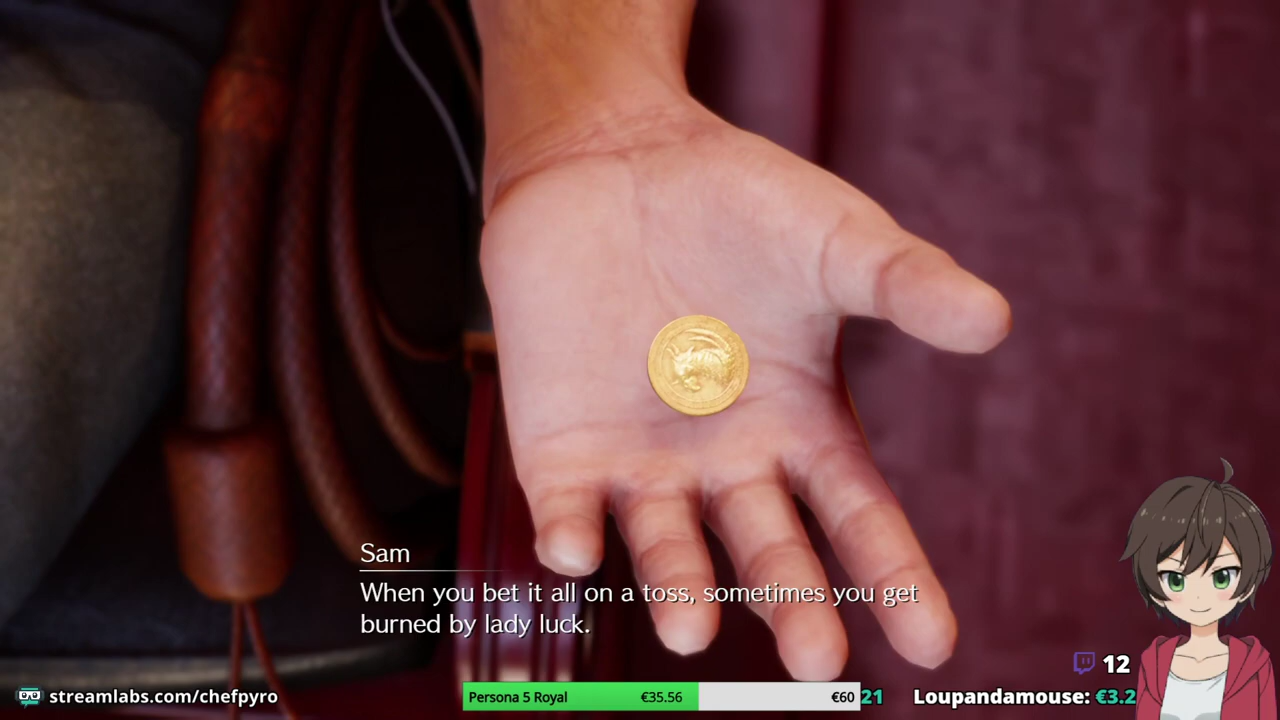 Sam
When you bet it all on a toss, sometimes you get
burned by lady luck.
12
streamlabs.com/chefpyro
Persona 5 Royal €35.56 €60
21 Loupandamouse: €3.2